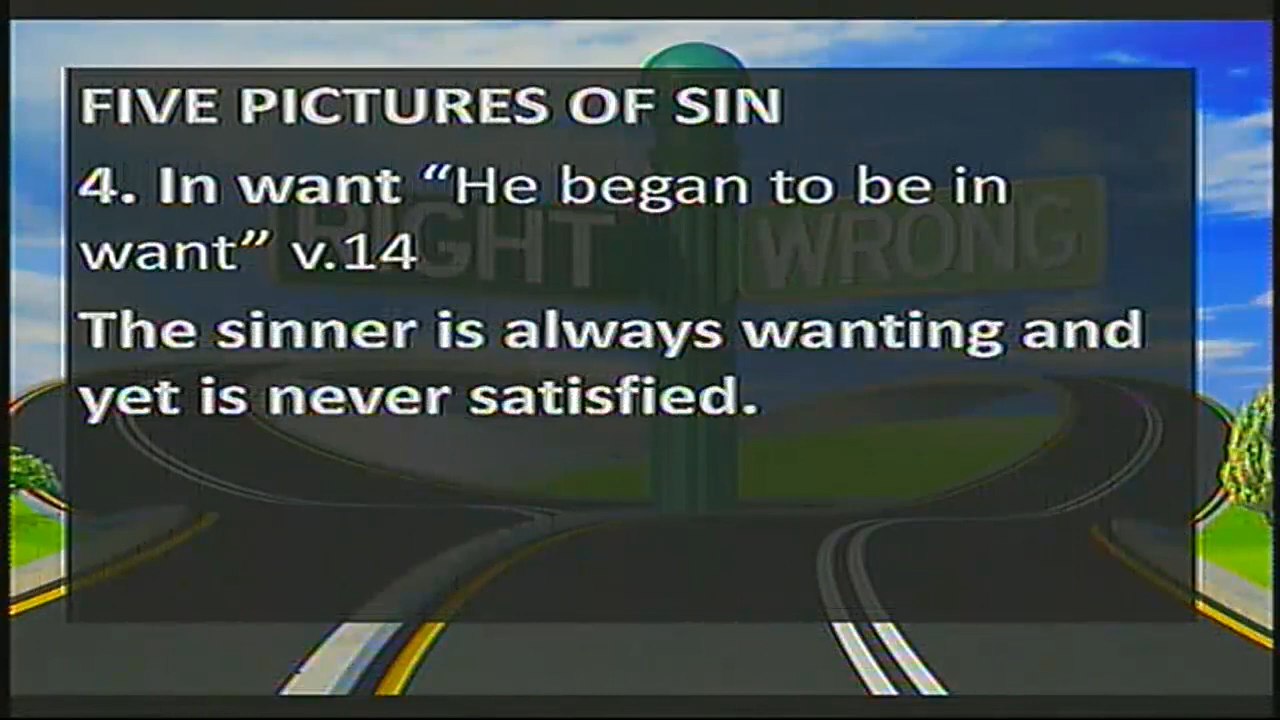 FIVE PICTURES OF SIN
4. In want “He began to be in
want” v.14
The sinner is always wanting and
yet is never satisfied.
RIGHT
WRONG